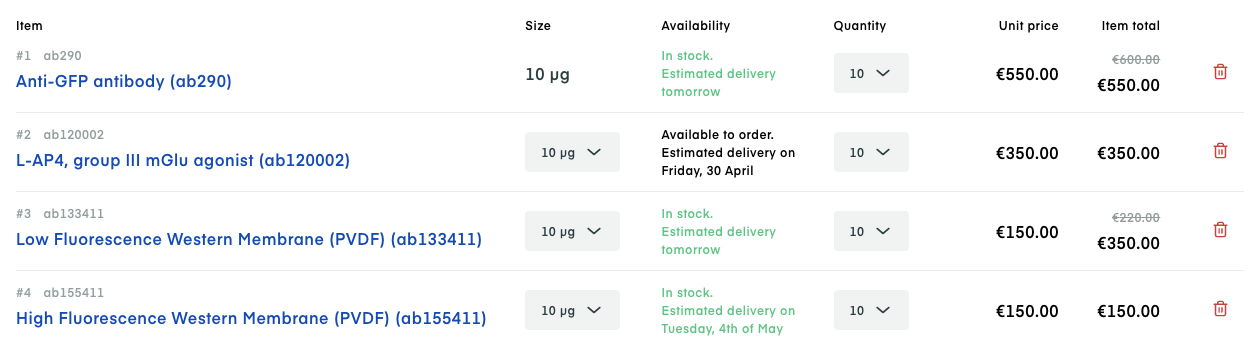 Item Size Availability Quantity Unit price Item total
#1 ab290
Anti-GFP antibody (ab290)
10 µg
In stock.
Estimated delivery
tomorrow
10
€550.00
€600.00
€550.00
#2 ab120002
L-AP4, group III mGlu agonist (ab120002)
10 µg
Available to order.
Estimated delivery on
Friday, 30 April
10
€350.00
€350.00
#3 ab133411
Low Fluorescence Western Membrane (PVDF) (ab133411)
10 µg
In stock.
Estimated delivery
tomorrow
10
€150.00
€220.00
€350.00
#4 ab155411
High Fluorescence Western Membrane (PVDF) (ab155411)
10 µg
In stock.
Estimated delivery on
Tuesday, 4th of May
10
€150.00
€150.00